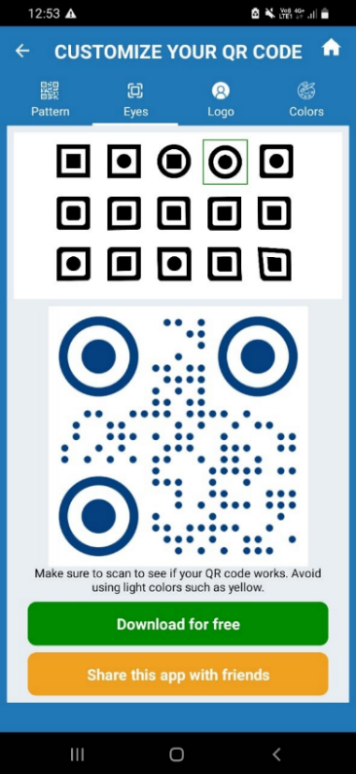 12:53
CUSTOMIZE YOUR QR CODE
Pattern Eyes Logo Colors
Make sure to scan to see if your QR code works. Avoid
using light colors such as yellow.
Download for free
Share this app with friends